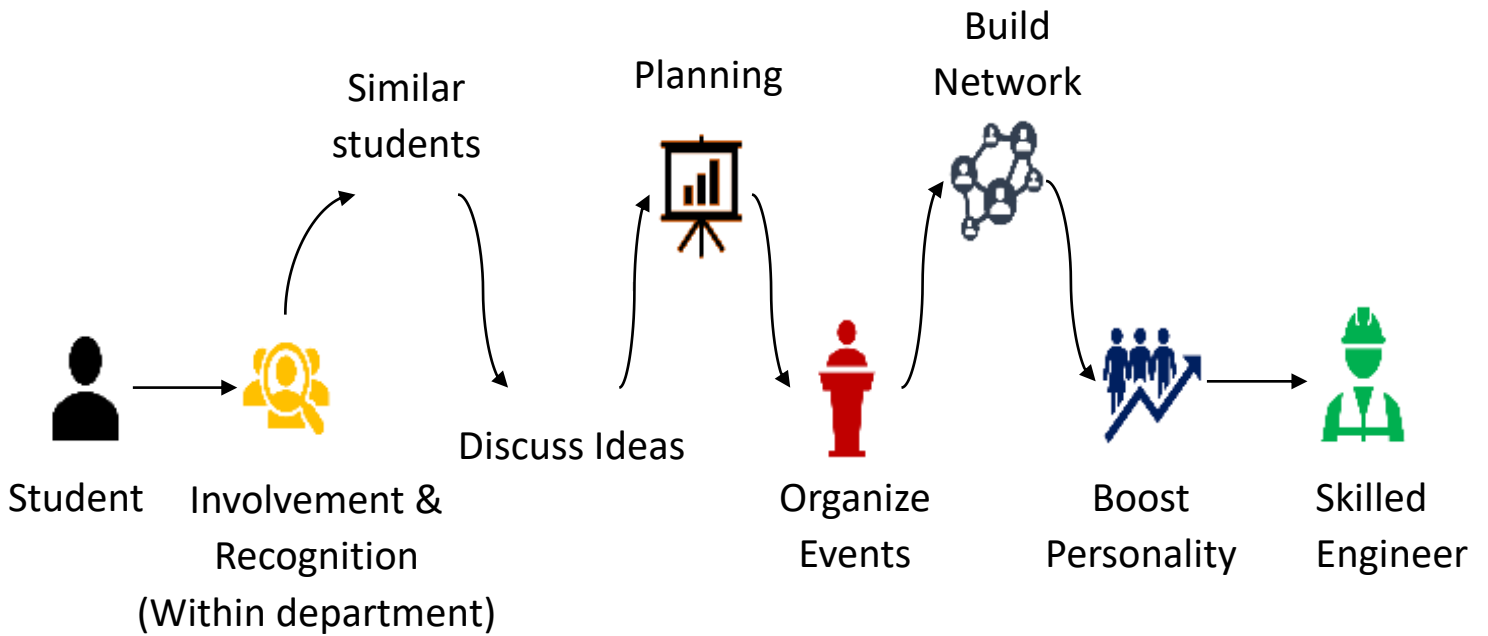 Student
Involvement &
Recognition
(Within department)
Similar
students
Discuss Ideas
Planning
Organize
Events
Build
Network
Boost
Personality
Skilled
Engineer